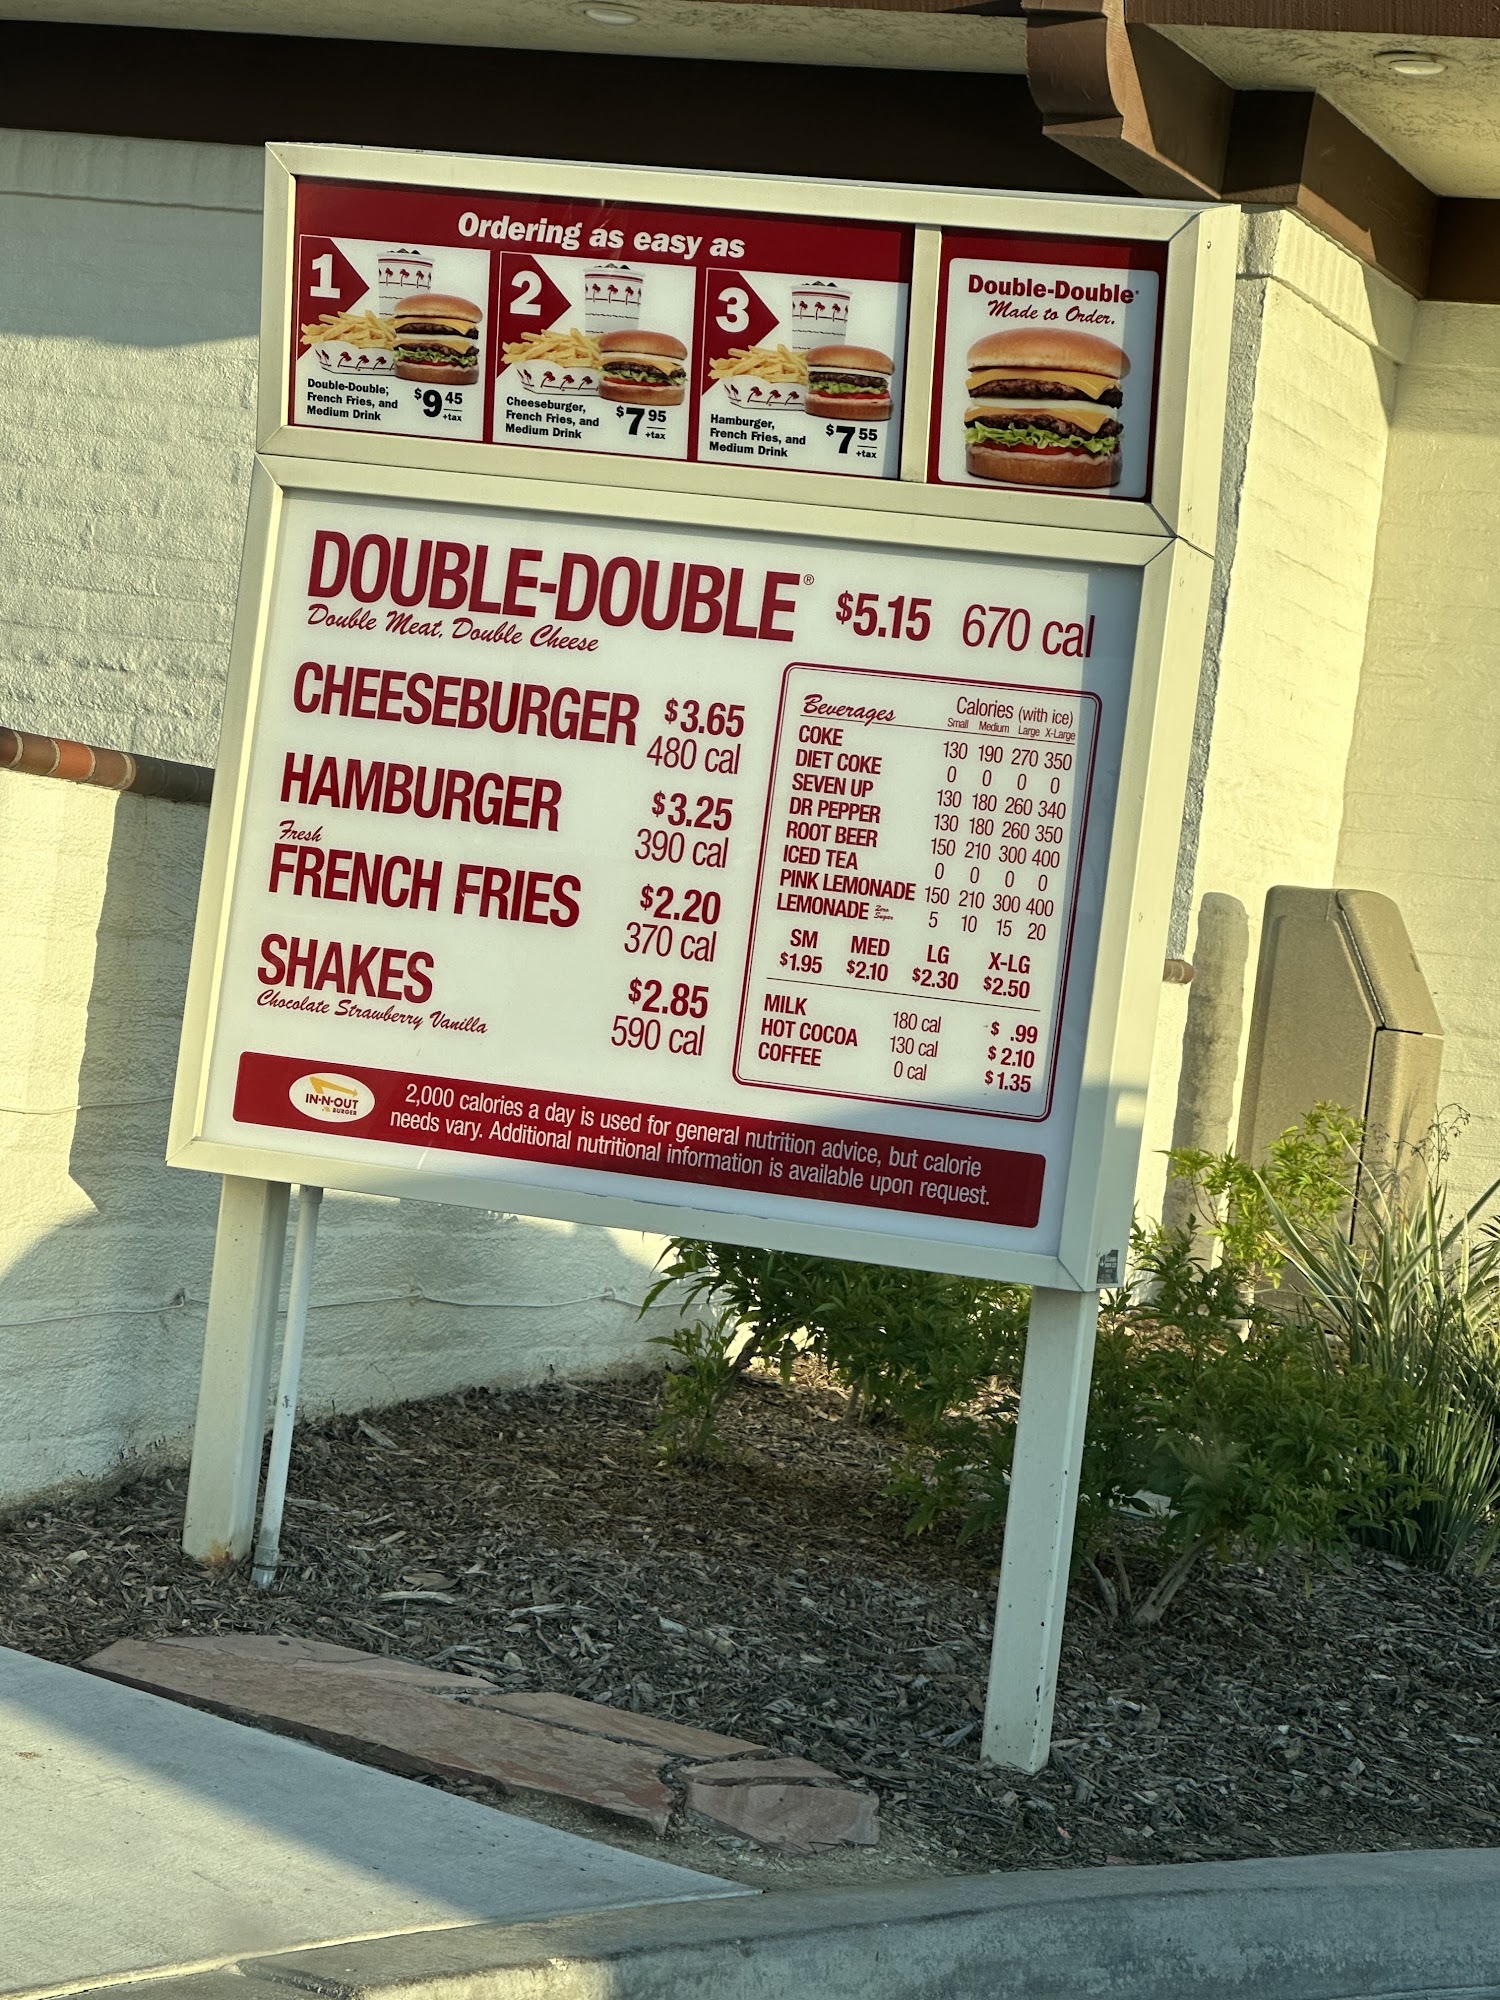 Ordering as easy as
1
Double-Double,
French Fries, and
Medium Drink
$9 45
+tax
2
Cheeseburger,
French Fries, and
Medium Drink
$7 95
+tax
3
Hamburger,
French Fries, and
Medium Drink
$7 55
+tax
Double-Double®
Made to Order.
DOUBLE-DOUBLE® $5.15 670 cal
Double Meat, Double Cheese
CHEESEBURGER $3.65
480 cal
HAMBURGER $3.25
390 cal
Fresh
FRENCH FRIES $2.20
370 cal
SHAKES $2.85
Chocolate Strawberry Vanilla 590 cal
Beverages Calories (with ice)
Small Medium Large X-Large
COKE 130 190 270 350
DIET COKE 0 0 0 0
SEVEN UP 130 180 260 340
DR PEPPER 130 180 260 350
ROOT BEER 150 210 300 400
ICED TEA 0 0 0 0
PINK LEMONADE 150 210 300 400
LEMONADE Zero Sugar 5 10 15 20
SM MED LG X-LG
$1.95 $2.10 $2.30 $2.50
MILK 180 cal $ .99
HOT COCOA 130 cal $2.10
COFFEE 0 cal $1.35
IN-N-OUT
BURGER
2,000 calories a day is used for general nutrition advice, but calorie
needs vary. Additional nutritional information is available upon request.